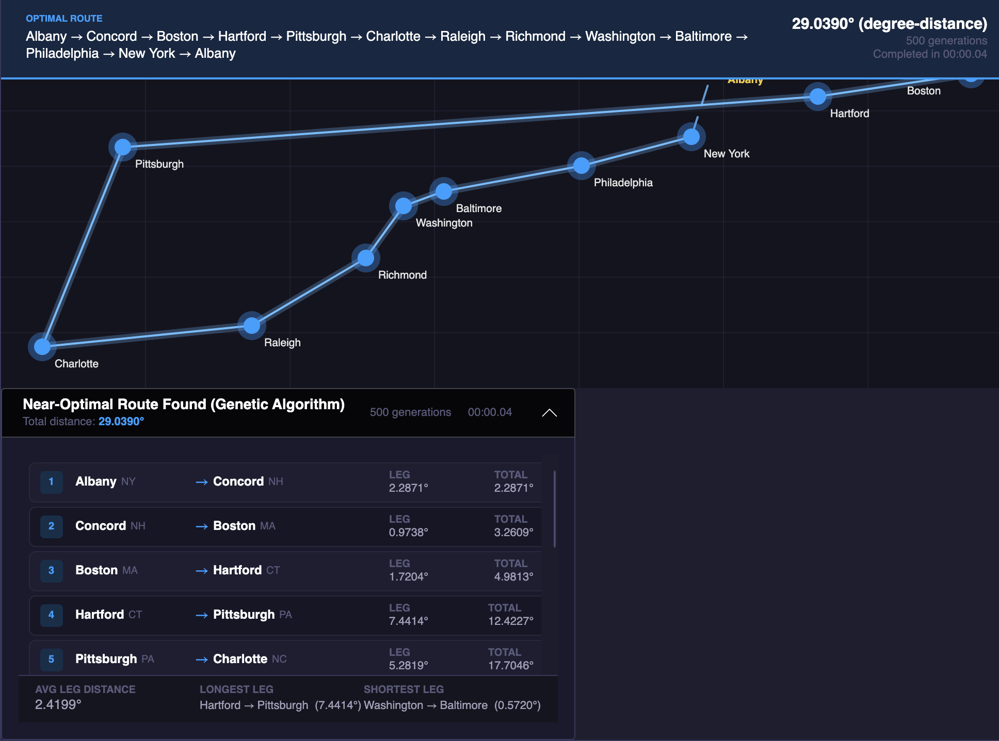 OPTIMAL ROUTE
Albany → Concord → Boston → Hartford → Pittsburgh → Charlotte → Raleigh → Richmond → Washington → Baltimore →
Philadelphia → New York → Albany
29.0390° (degree-distance)
500 generations
Completed in 00:00.04
Albany
Boston
Hartford
New York
Pittsburgh
Philadelphia
Baltimore
Washington
Richmond
Raleigh
Charlotte
Near-Optimal Route Found (Genetic Algorithm)
Total distance: 29.0390°
500 generations 00:00.04
LEG TOTAL
1 Albany NY → Concord NH
2.2871° 2.2871°
LEG TOTAL
2 Concord NH → Boston MA
0.9738° 3.2609°
LEG TOTAL
3 Boston MA → Hartford CT
1.7204° 4.9813°
LEG TOTAL
4 Hartford CT → Pittsburgh PA
7.4414° 12.4227°
LEG TOTAL
5 Pittsburgh PA → Charlotte NC
5.2819° 17.7046°
AVG LEG DISTANCE LONGEST LEG SHORTEST LEG
2.4199° Hartford → Pittsburgh (7.4414°) Washington → Baltimore (0.5720°)